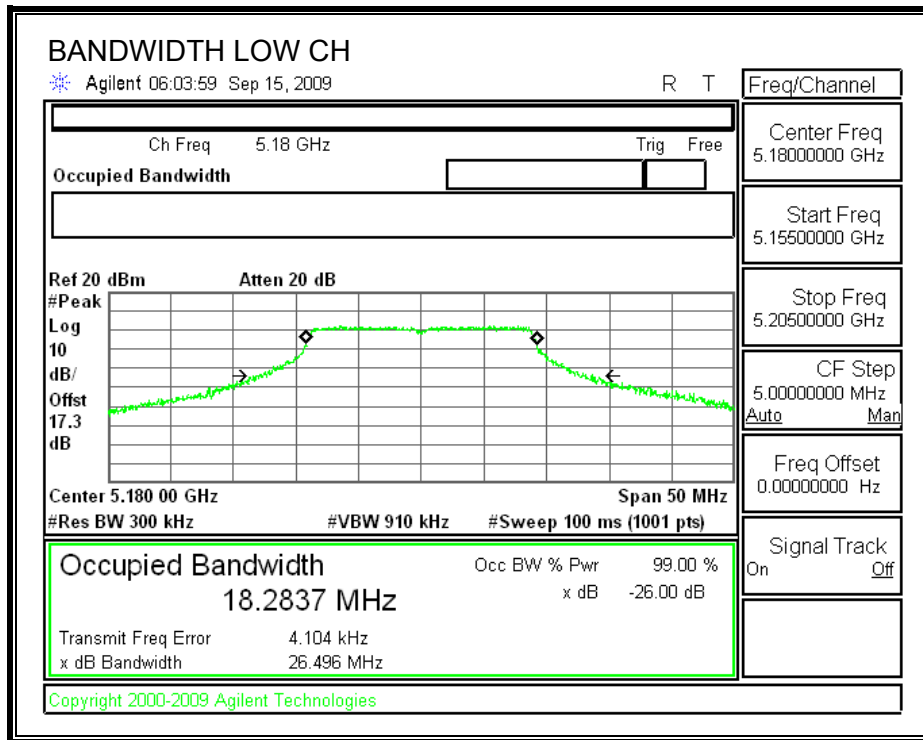 BANDWIDTH LOW CH
Agilent 06:03:59 Sep 15, 2009 R T
Freq/Channel
Ch Freq 5.18 GHz Trig Free
Occupied Bandwidth
Center Freq
5.18000000 GHz
Start Freq
5.15500000 GHz
Stop Freq
5.20500000 GHz
CF Step
5.00000000 MHz
Auto Man
Freq Offset
0.00000000 Hz
Signal Track
On Off
Ref 20 dBm Atten 20 dB
#Peak
Log
10
dB/
Offst
17.3
dB
Center 5.180 00 GHz Span 50 MHz
#Res BW 300 kHz #VBW 910 kHz #Sweep 100 ms (1001 pts)
Occupied Bandwidth Occ BW % Pwr 99.00 %
18.2837 MHz x dB -26.00 dB
Transmit Freq Error 4.104 kHz
x dB Bandwidth 26.496 MHz
Copyright 2000-2009 Agilent Technologies